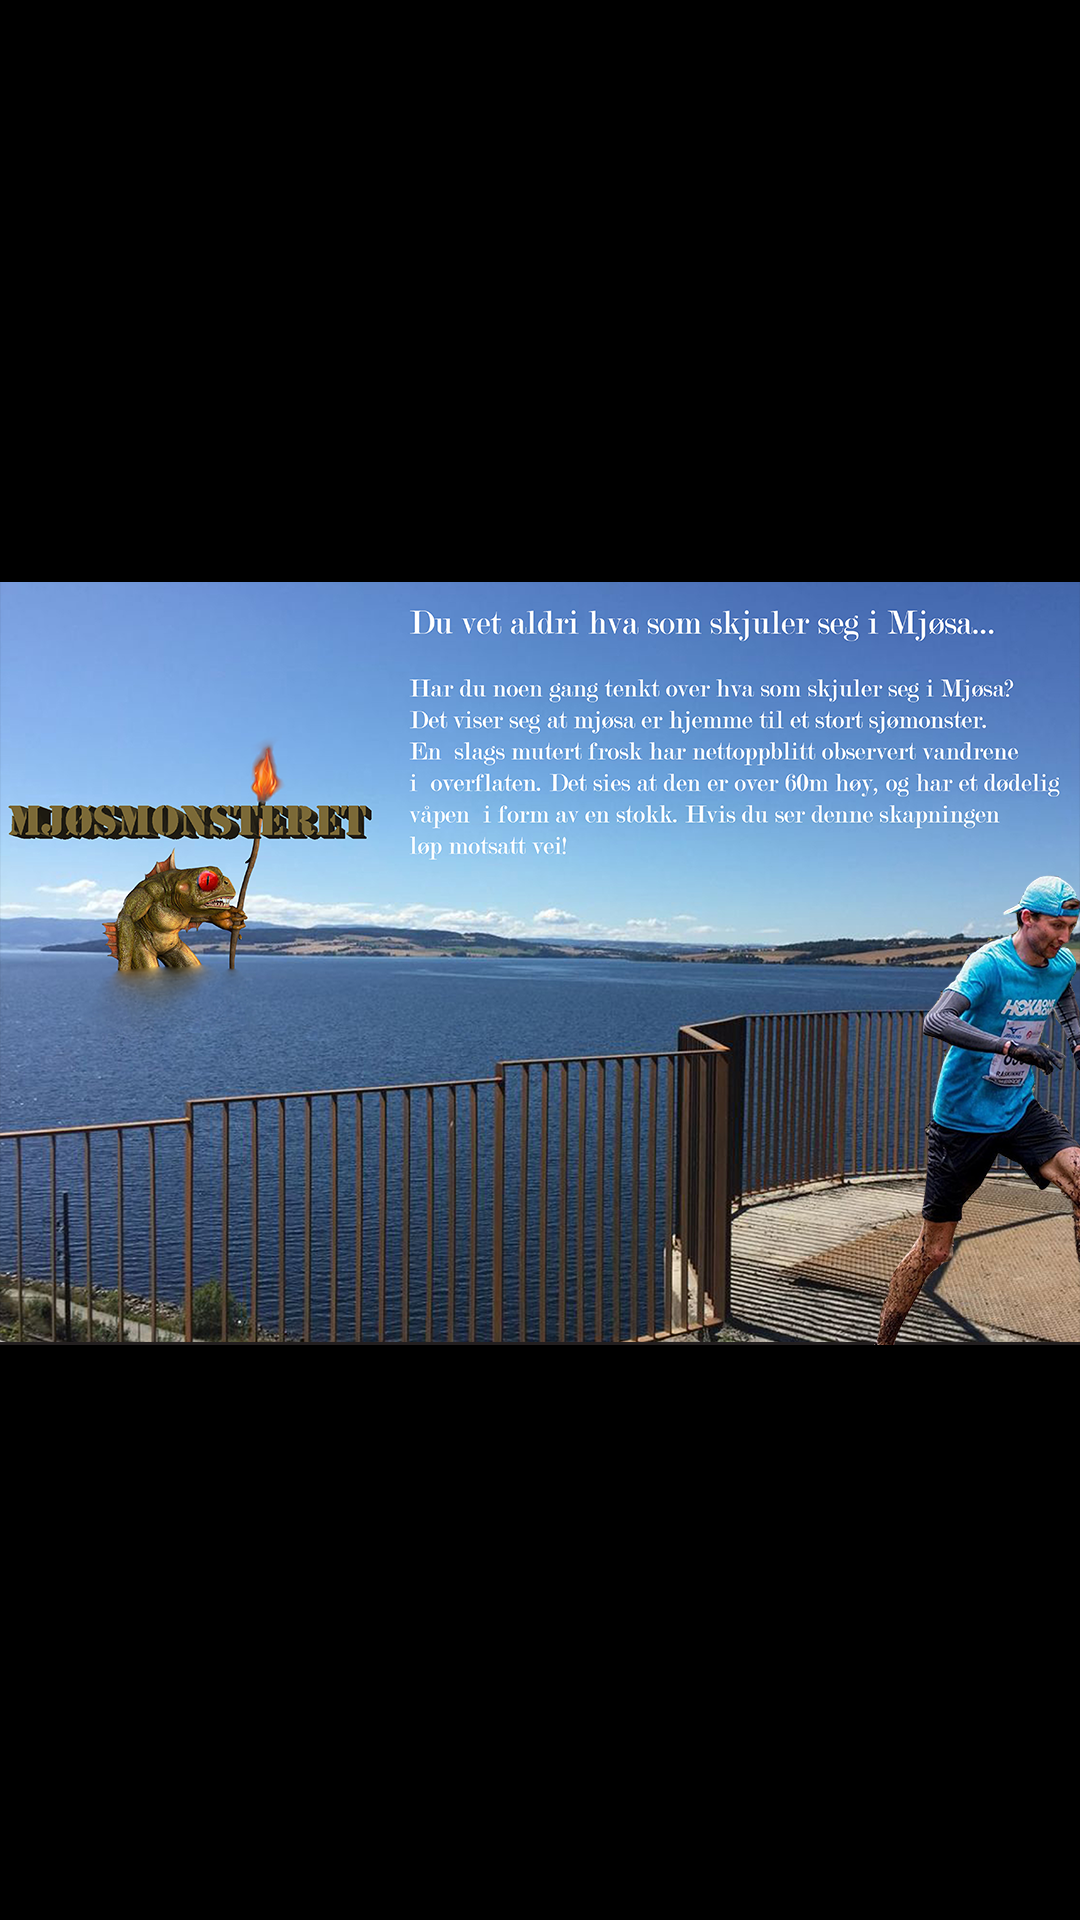 Du vet aldri hva som skjuler seg i Mjøsa...
Har du noen gang tenkt over hva som skjuler seg i Mjøsa?
Det viser seg at mjøsa er hjemme til et stort sjømonster.
En slags mutert frosk har nettoppblitt observert vandrene
i overflaten. Det sies at den er over 60m høy, og har et dødelig
våpen i form av en stokk. Hvis du ser denne skapningen
løp motsatt vei!
MJØSMONSTERET
HOKA ONE